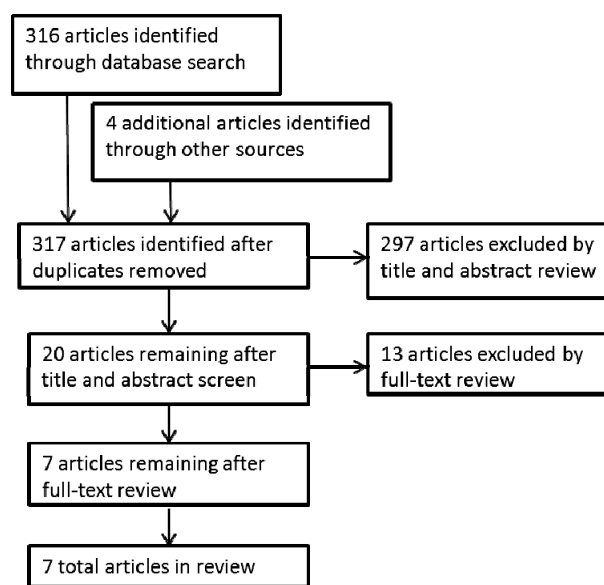 316 articles identified
through database search
4 additional articles identified
through other sources
317 articles identified after
duplicates removed
297 articles excluded by
title and abstract review
20 articles remaining after
title and abstract screen
13 articles excluded by
full-text review
7 articles remaining after
full-text review
7 total articles in review